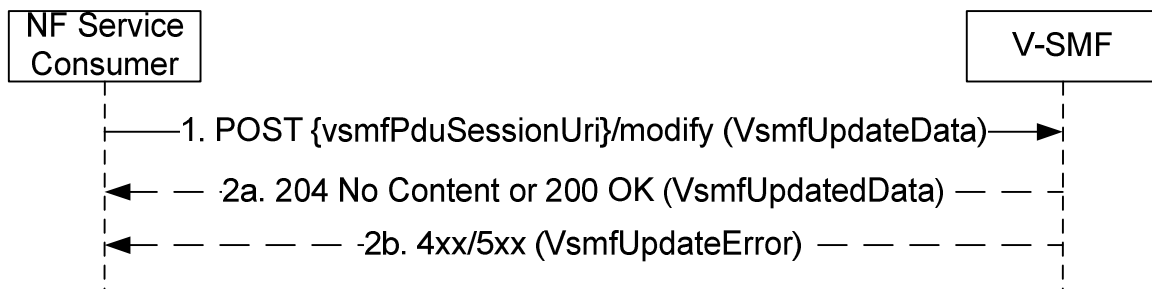 NF Service
Consumer
V-SMF
1. POST {vsmfPduSessionUri}/modify (VsmfUpdateData)
2a. 204 No Content or 200 OK (VsmfUpdatedData)
2b. 4xx/5xx (VsmfUpdateError)